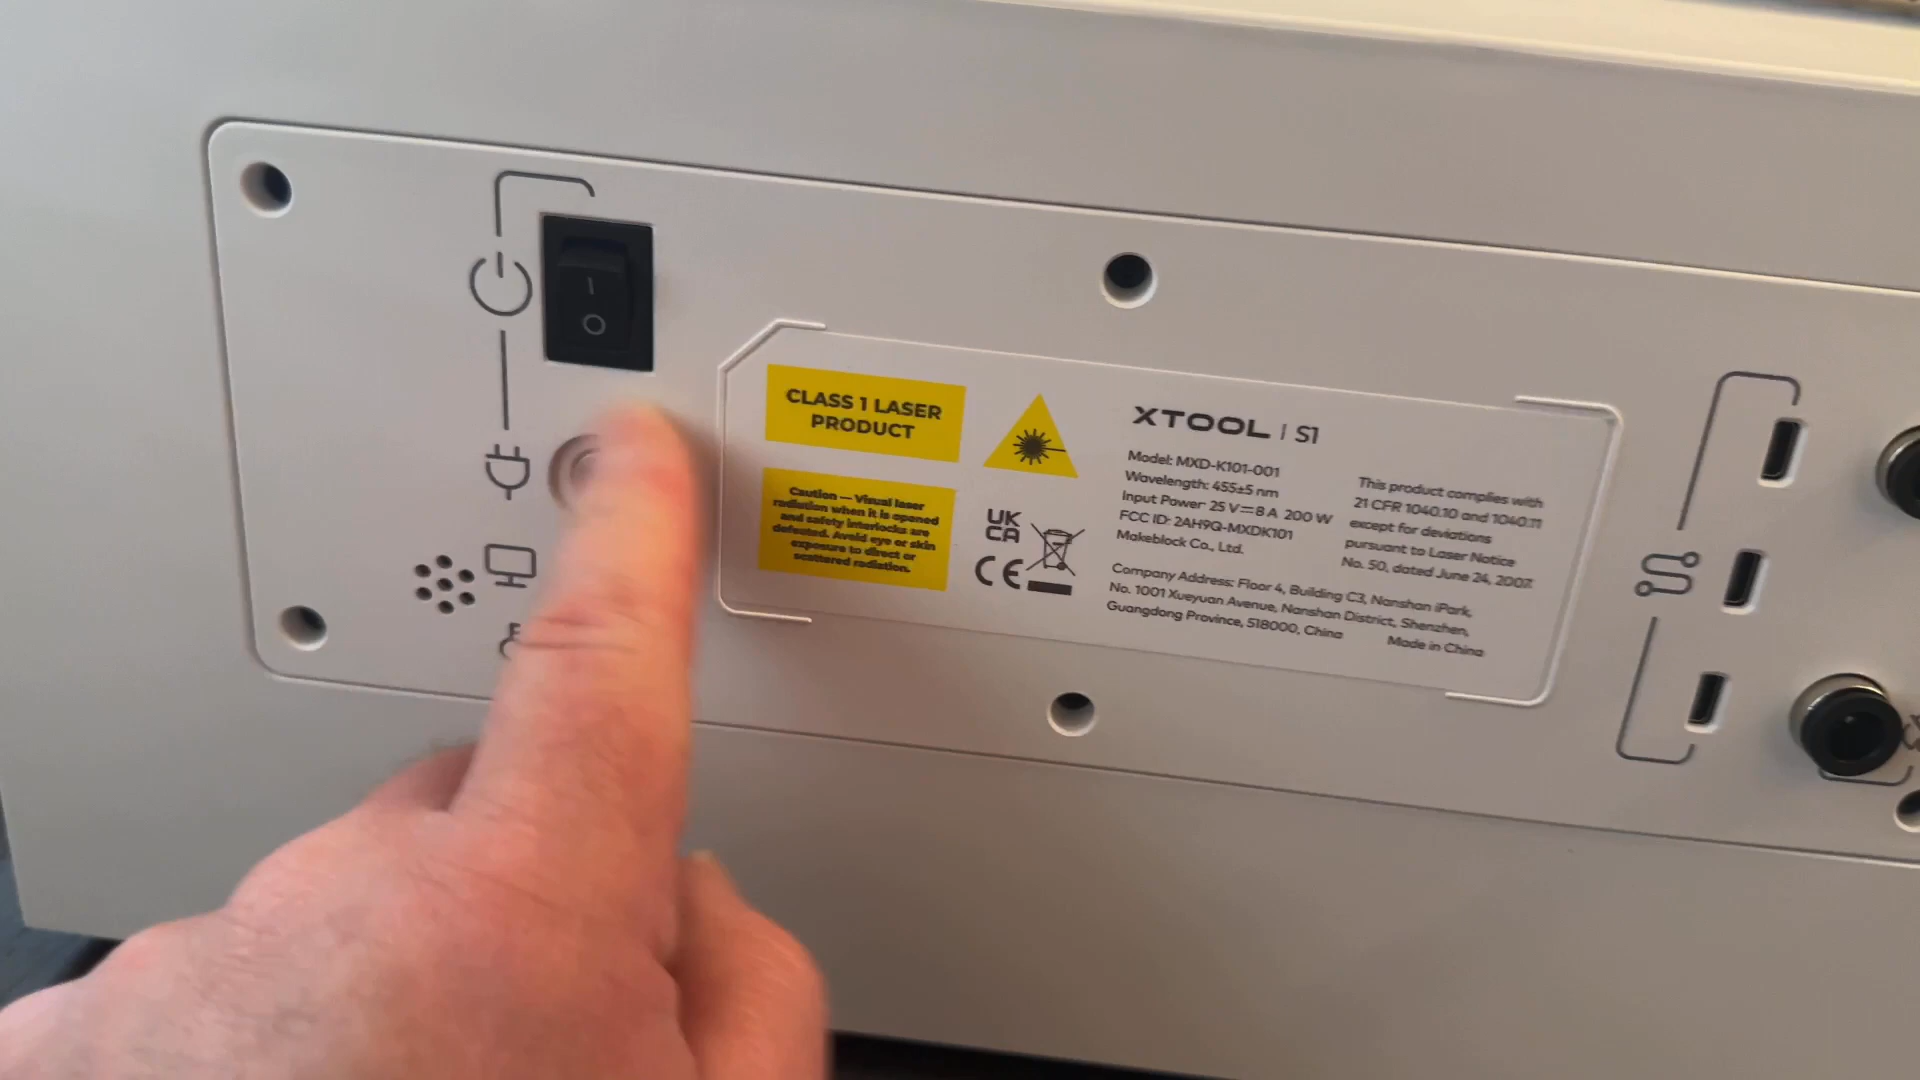 CLASS 1 LASER
PRODUCT
Caution — Visual laser
radiation when it is opened
and safety interlocks are
defeated. Avoid eye or skin
exposure to direct or
scattered radiation.
UK
CA
CE
XTOOL | S1
Model: MXD-K101-001
Wavelength: 455±5 nm
Input Power 25 V⎓8 A 200 W
FCC ID: 2AH9Q-MXDK101
Makeblock Co., Ltd.
This product complies with
21 CFR 1040.10 and 1040.11
except for deviations
pursuant to Laser Notice
No. 50, dated June 24, 2007.
Company Address: Floor 4, Building C3, Nanshan iPark,
No. 1001 Xueyuan Avenue, Nanshan District, Shenzhen,
Guangdong Province, 518000, China
Made in China